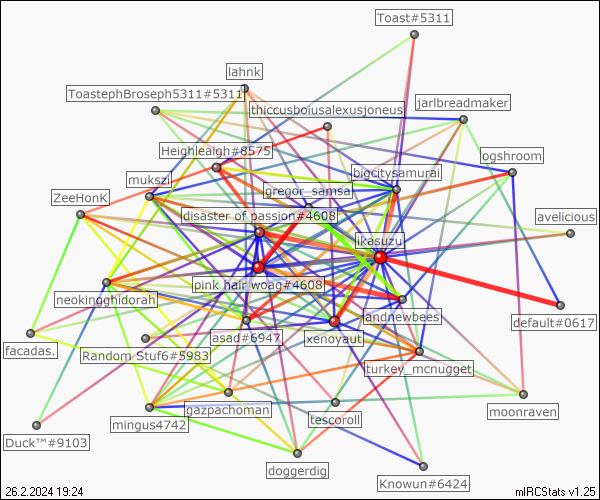 Toast#5311
lahnk
ToastephBroseph5311#5311
thiccusboiusalexusjoneus
jarlbreadmaker
Heighleaigh#8575
ogshroom
mukszi
bigcitysamurai
gregor_samsa
ZeeHonK
disaster of passion#4608
avelicious
likasuzu
pink hair woag#4608
neokingghidorah
landnewbees
default#0617
asad#6947
xenoyaut
facadas.
Random Stuf6#5983
turkey_mcnugget
gazpachoman
moonraven
mingus4742
tescoroll
Duck™#9103
doggerdig
Knowun#6424
26.2.2024 19:24
mIRCStats v1.25